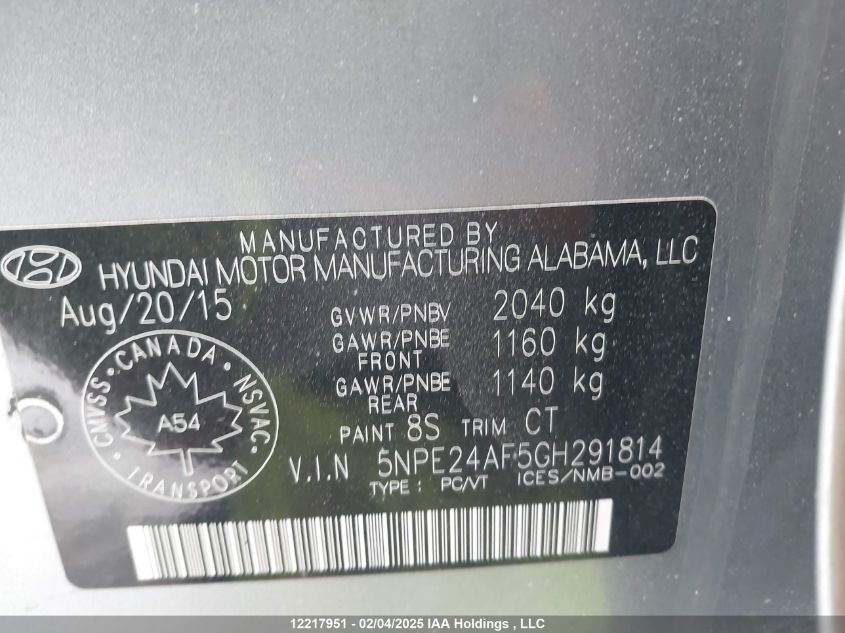 MANUFACTURED BY
HYUNDAI MOTOR MANUFACTURING ALABAMA, LLC
Aug/20/15
GVWR/PNBV 2040 kg
GAWR/PNBE FRONT 1160 kg
GAWR/PNBE REAR 1140 kg
PAINT 8S TRIM CT
V.I.N 5NPE24AF5GH291814
TYPE : PC/VT ICES/NMB-002
CANADA
CMVSS
NSVAC
A54
TRANSPORT
12217951 - 02/04/2025 IAA Holdings , LLC